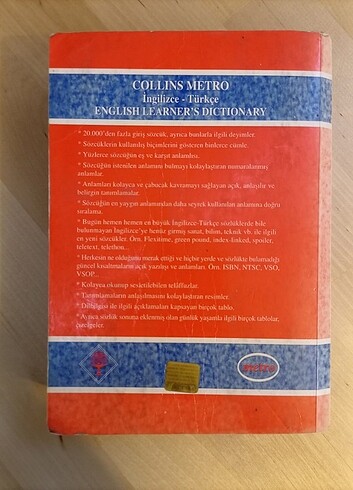 COLLINS METRO
İngilizce - Türkçe
ENGLISH LEARNER'S DICTIONARY
* 20.000'den fazla giriş sözcük, ayrıca bunlarla ilgili deyimler.
* Sözcüklerin kullanılış biçimlerini gösteren binlerce cümle.
* Yüzlerce sözcüğün eş ve karşıt anlamlısı.
* Sözcüğün istenilen anlamını bulmayı kolaylaştıran numaralanmış
anlamlar.
* Anlamları kolayca ve çabucak kavramayı sağlayan açık, anlaşılır ve
belirgin tanımlamalar.
* Sözcüğün en yaygın anlamından daha seyrek kullanılan anlamına doğru
sıralama.
* Bugün hemen hemen en büyük İngilizce-Türkçe sözlüklerde bile
bulunmayan İngilizce'ye henüz girmiş sanat, bilim, teknik vb. ile ilgili
en yeni sözcükler. Örn. Flexitime, green pound, index-linked, spoiler,
teletext, telethon...
* Herkesin ne olduğunu merak ettiği ve hiçbir yerde ve sözlükte bulamadığı
güncel kısaltmaların açık yazılışı ve anlamları. Örn. ISBN, NTSC, VSO,
VSOP...
* Kolayca okunup sesletilebilen telâffuzlar.
* Tanımlamaların anlaşılmasını kolaylaştıran resimler.
* Dilbilgisi ile ilgili açıklamaları kapsayan birçok tablo.
* Ayrıca sözlük sonuna eklenmiş olan günlük yaşamla ilgili birçok tablolar,
çizelgeler.